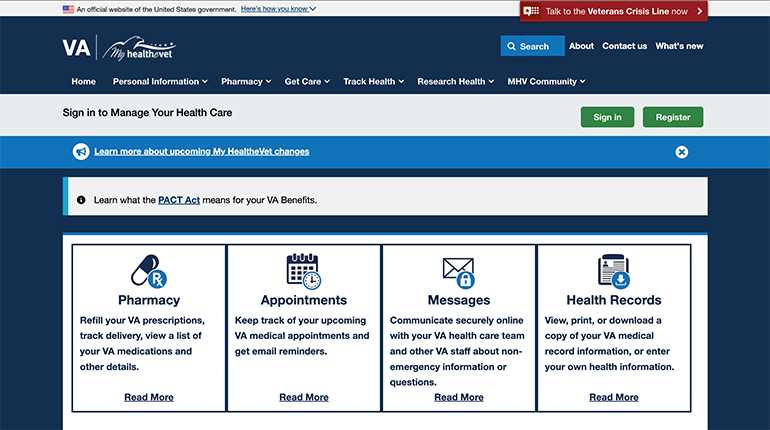 An official website of the United States government. Here's how you know
Talk to the Veterans Crisis Line now
VA My HealtheVet
Search About Contact us What's new
Home Personal Information Pharmacy Get Care Track Health Research Health MHV Community
Sign in to Manage Your Health Care
Sign in Register
Learn more about upcoming My HealtheVet changes
Learn what the PACT Act means for your VA Benefits.
Rx
Pharmacy
Refill your VA prescriptions,
track delivery, view a list
of your VA medications and
other details.
Read More
Appointments
Keep track of your upcoming
VA medical appointments and
get email reminders.
Read More
Messages
Communicate securely online
with your VA health care team
and other VA staff about non-
emergency information or
questions.
Read More
Health Records
View, print, or download a
copy of your VA medical
record information, or enter
your own health information.
Read More